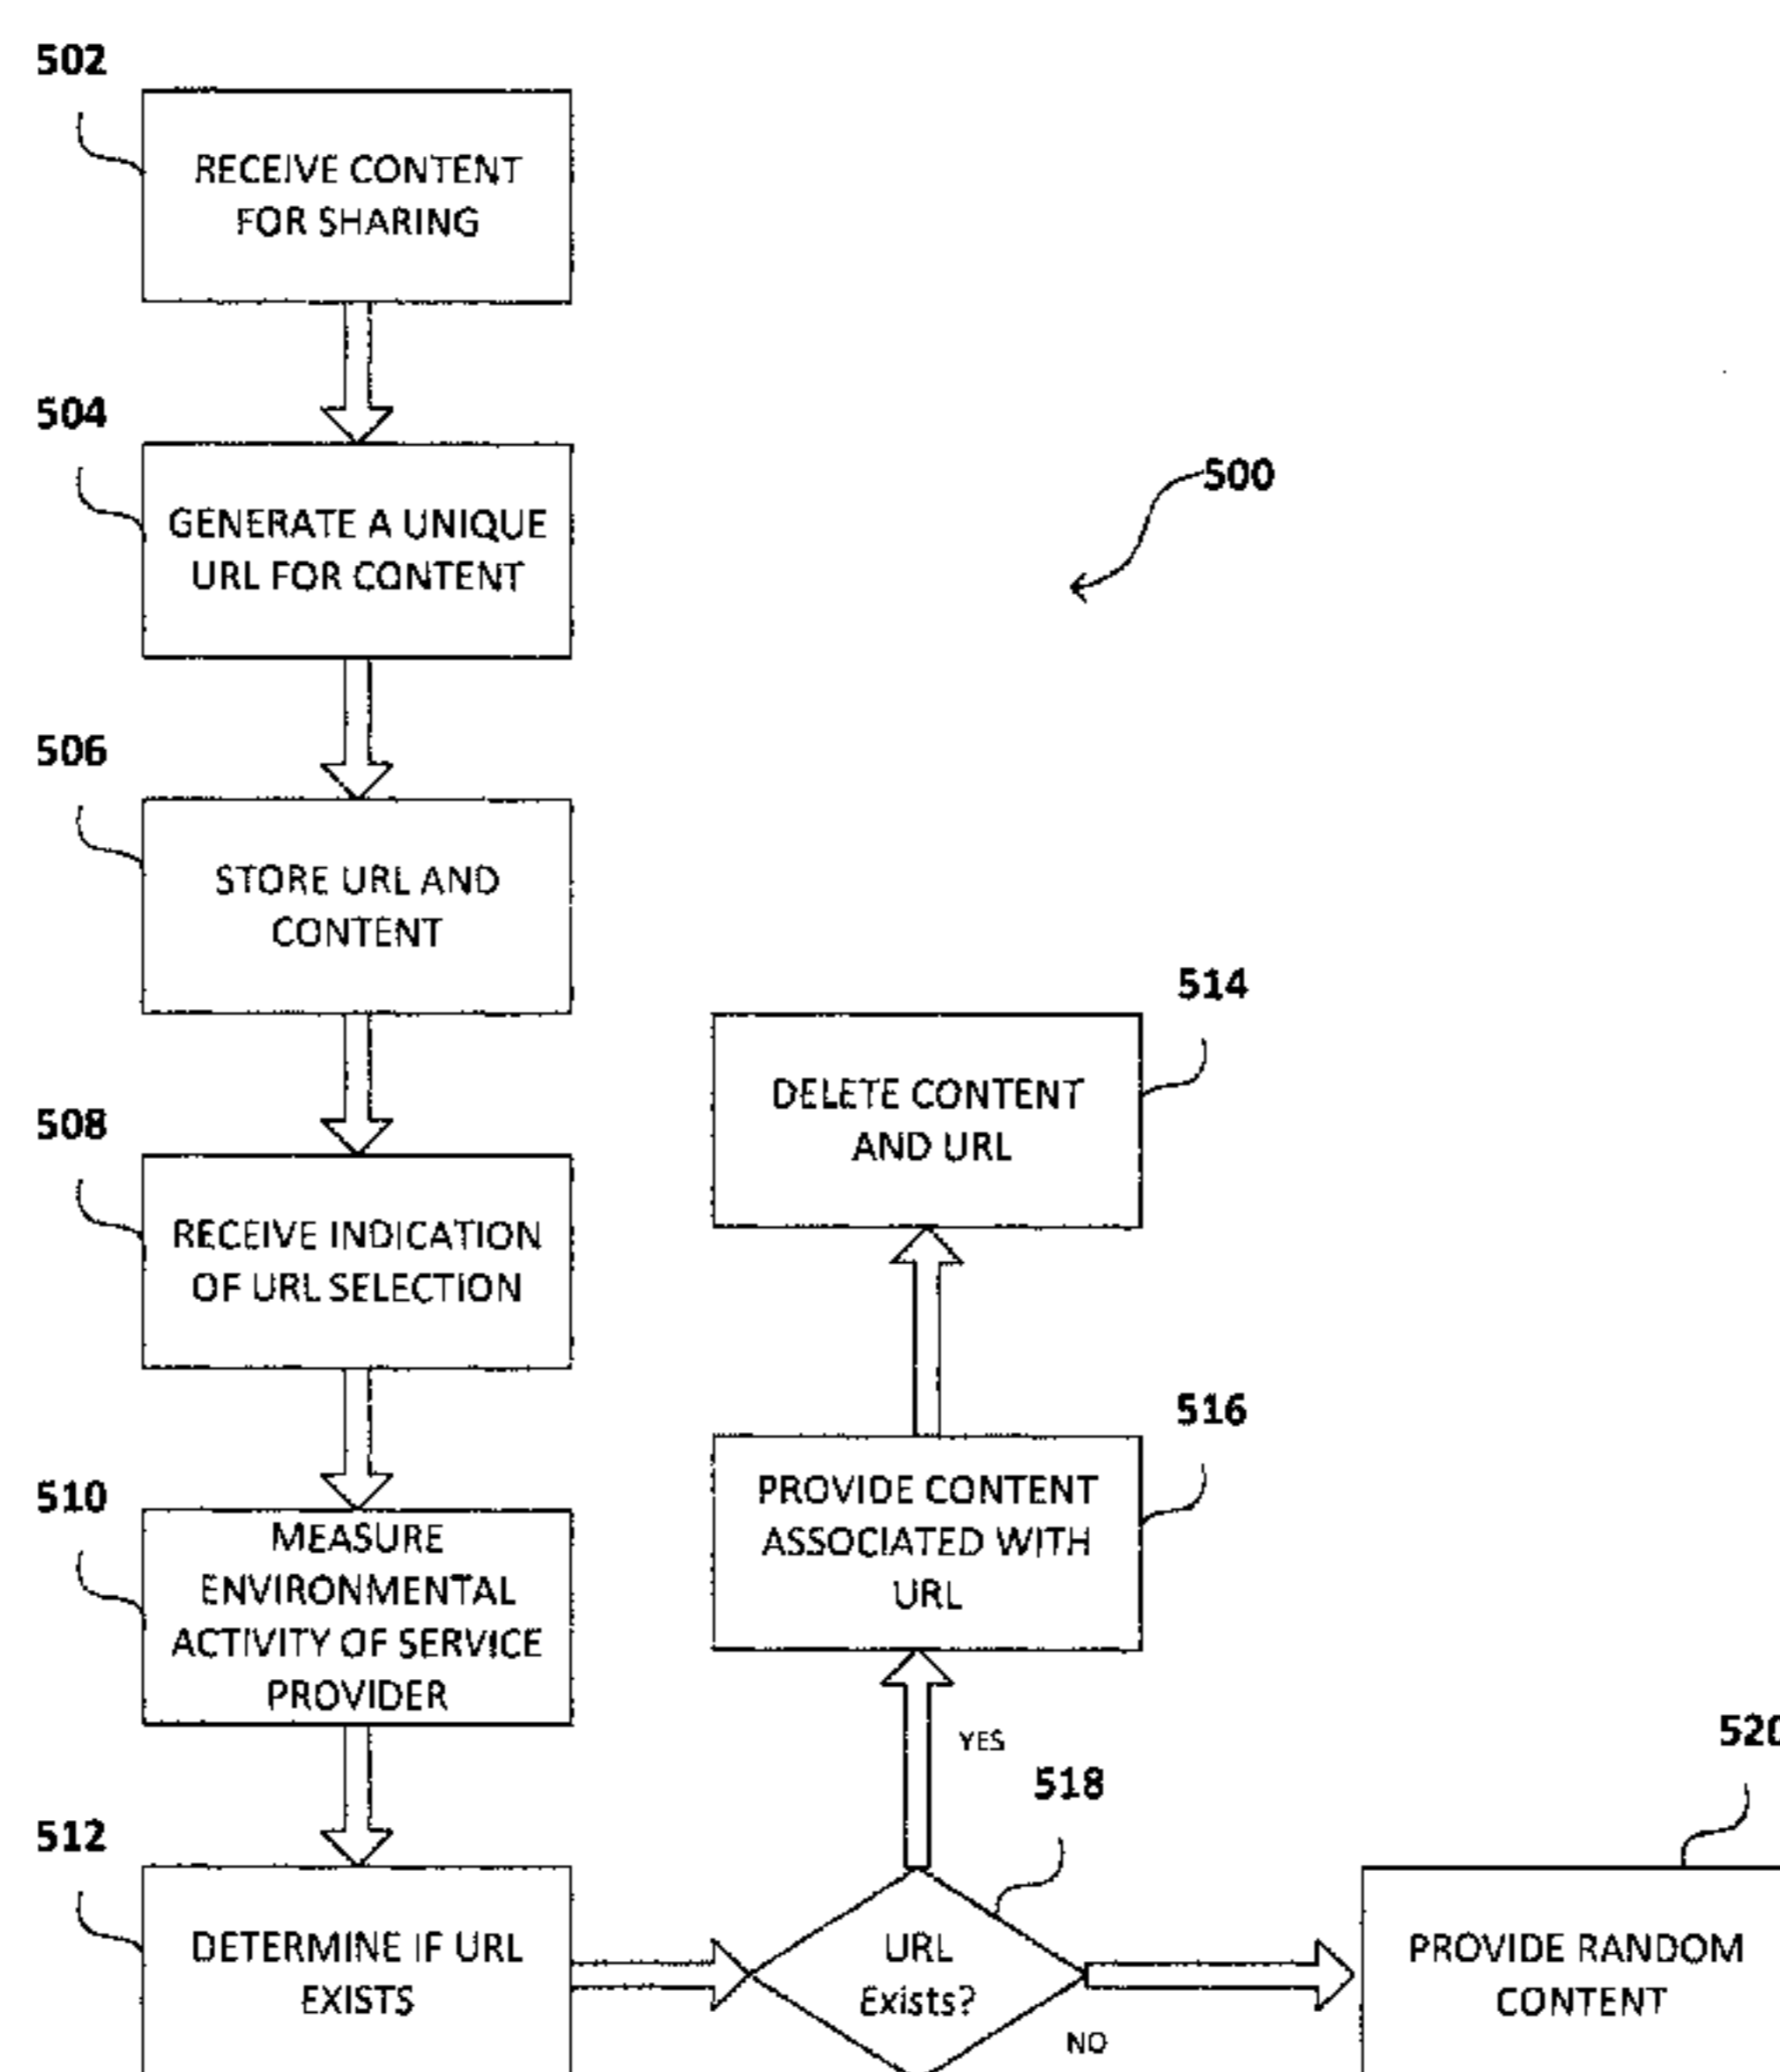 502
RECEIVE CONTENT
FOR SHARING
504
GENERATE A UNIQUE
URL FOR CONTENT
500
506
STORE URL AND
CONTENT
508
RECEIVE INDICATION
OF URL SELECTION
510
MEASURE
ENVIRONMENTAL
ACTIVITY OF SERVICE
PROVIDER
512
DETERMINE IF URL
EXISTS
514
DELETE CONTENT
AND URL
516
PROVIDE CONTENT
ASSOCIATED WITH
URL
YES
518
URL
Exists?
NO
520
PROVIDE RANDOM
CONTENT